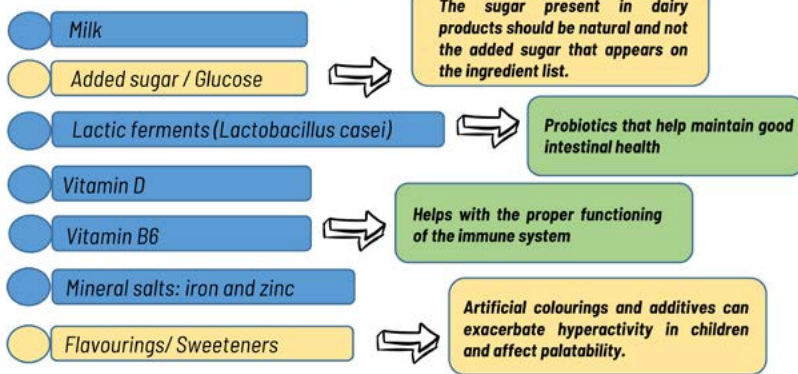 The sugar present in dairy
products should be natural and not
the added sugar that appears on
the ingredient list.
Milk
Added sugar / Glucose
Lactic ferments (Lactobacillus casei)
Probiotics that help maintain good
intestinal health
Vitamin D
Vitamin B6
Helps with the proper functioning
of the immune system
Mineral salts: iron and zinc
Flavourings/ Sweeteners
Artificial colourings and additives can
exacerbate hyperactivity in children
and affect palatability.